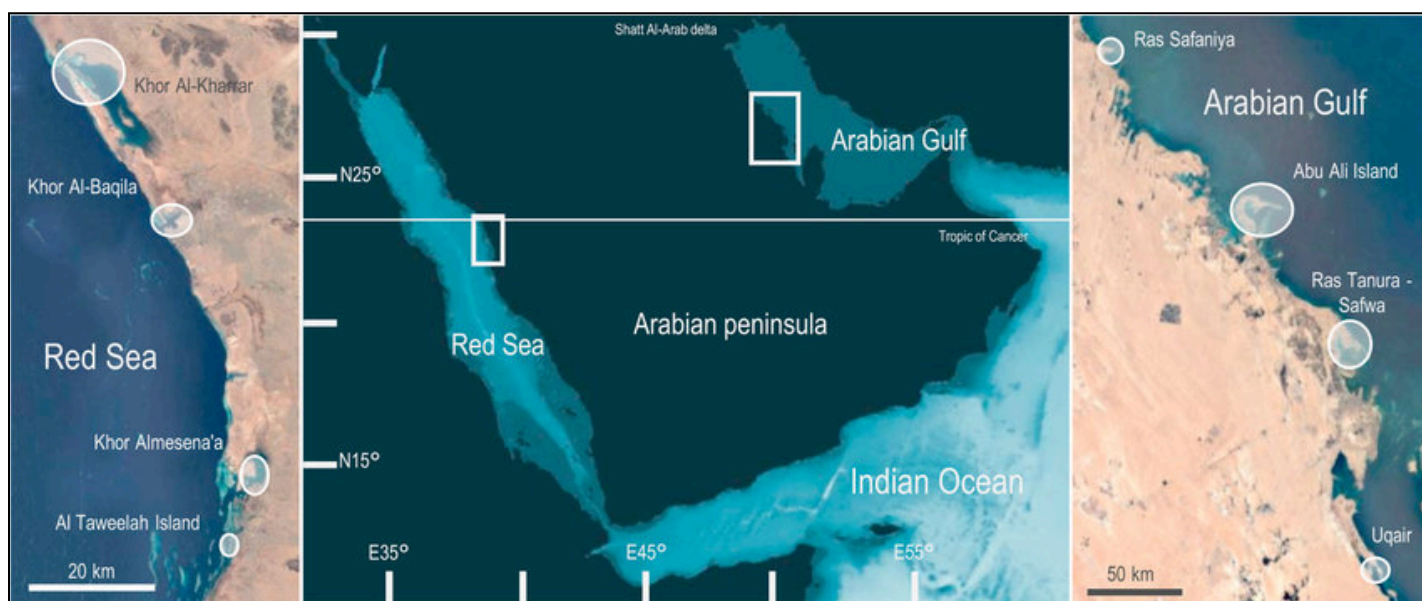 Khor Al-Kharrar
Khor Al-Baqila
Red Sea
Khor Almesena'a
Al Taweelah Island
20 km
Shatt Al-Arab delta
Arabian Gulf
N25°
Tropic of Cancer
Arabian peninsula
Red Sea
N15°
Indian Ocean
E35°
E45°
E55°
Ras Safaniya
Arabian Gulf
Abu Ali Island
Ras Tanura -
Safwa
Uqair
50 km